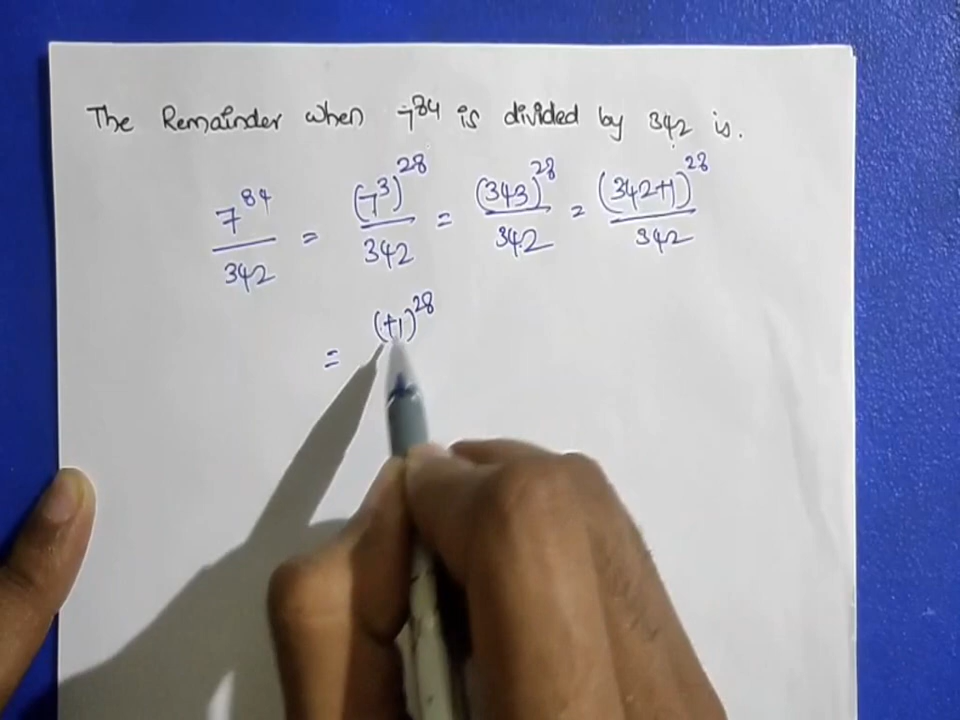 The Remainder when 7^84 is divided by 342 is.
7^84/342 = (7^3)^28/342 = (343)^28/342 = (342+1)^28/342
= (+1)^28